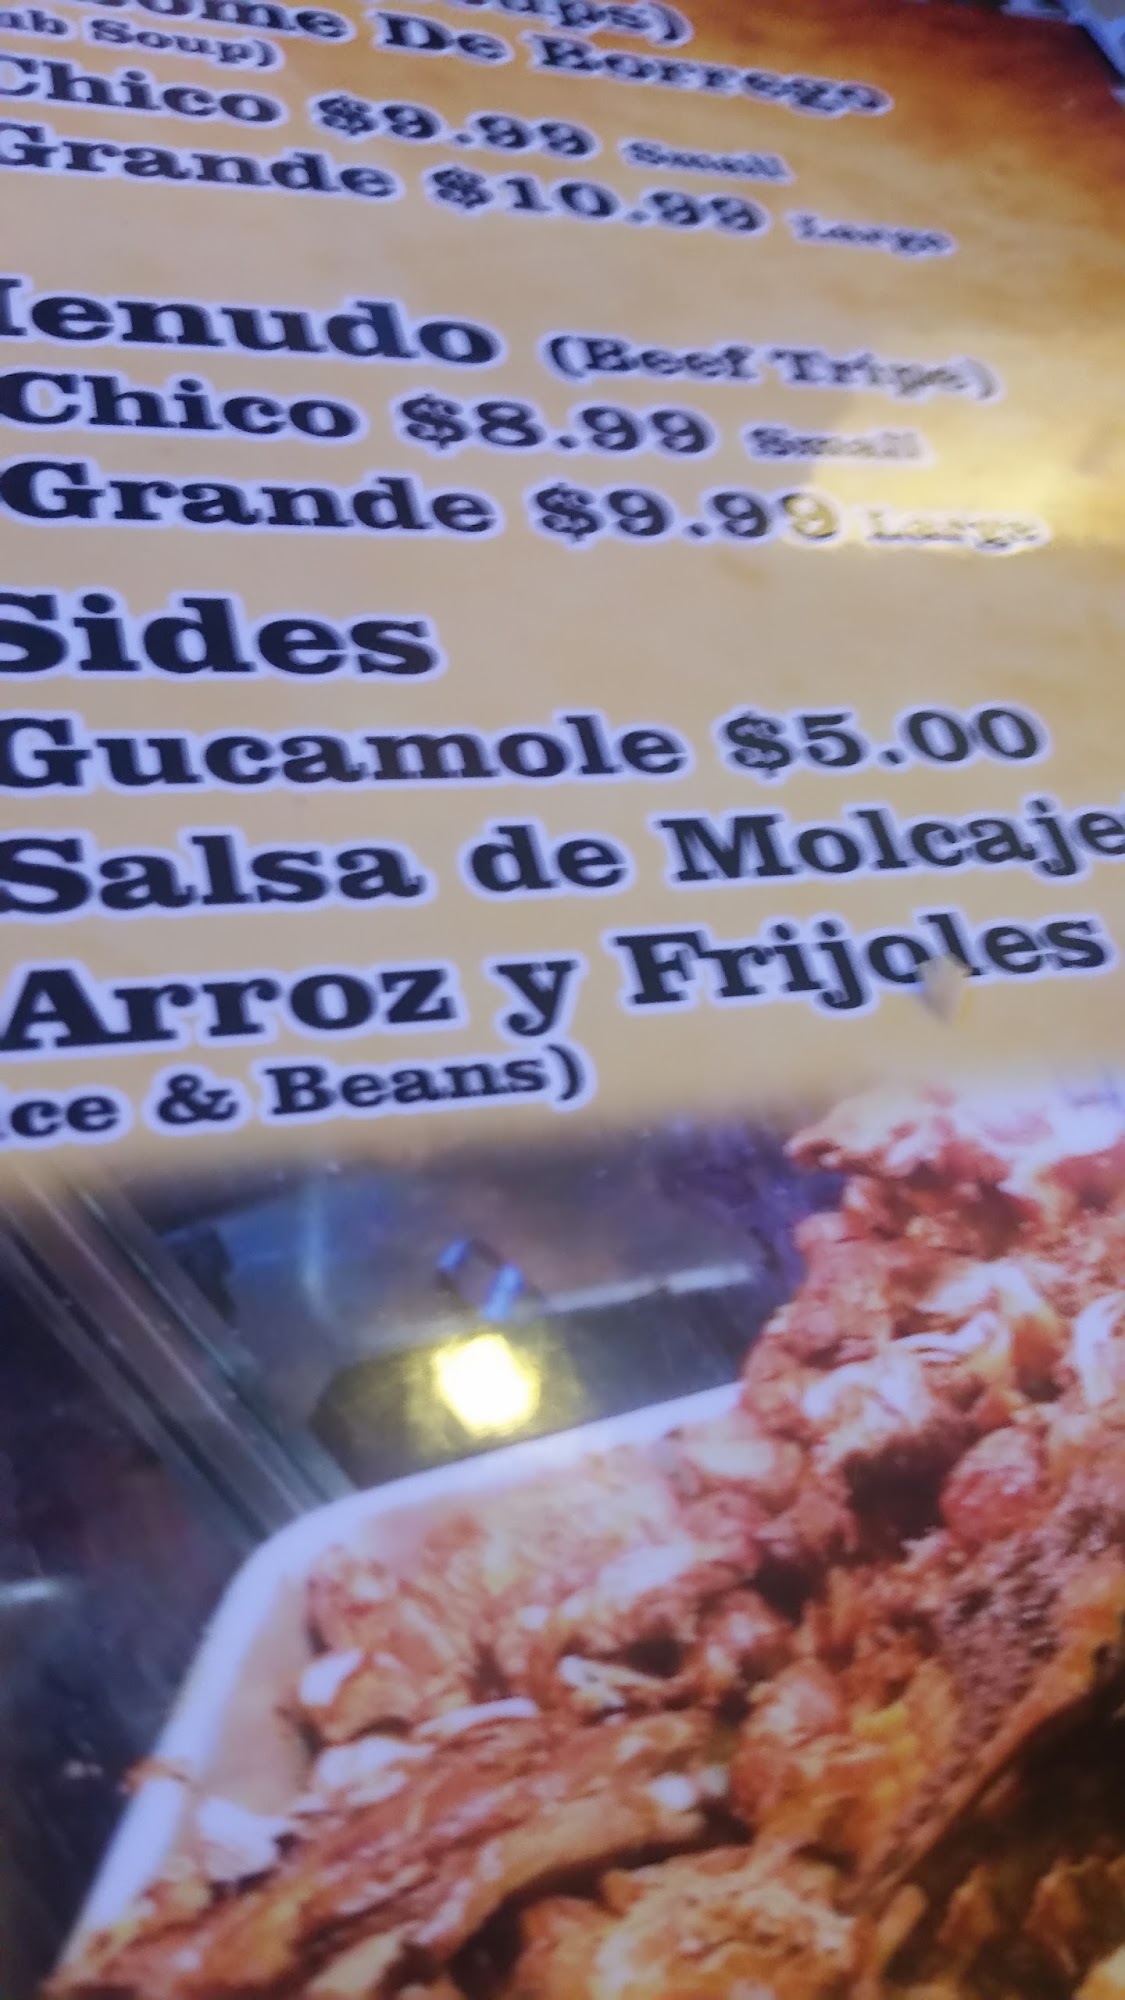 De Borrego
Soup)
Chico $9.99 Small
Grande $10.99 Large
Menudo (Beef Tripe)
Chico $8.99 Small
Grande $9.99 Large
Sides
Gucamole $5.00
Salsa de Molcaje
Arroz y Frijoles
ce & Beans)